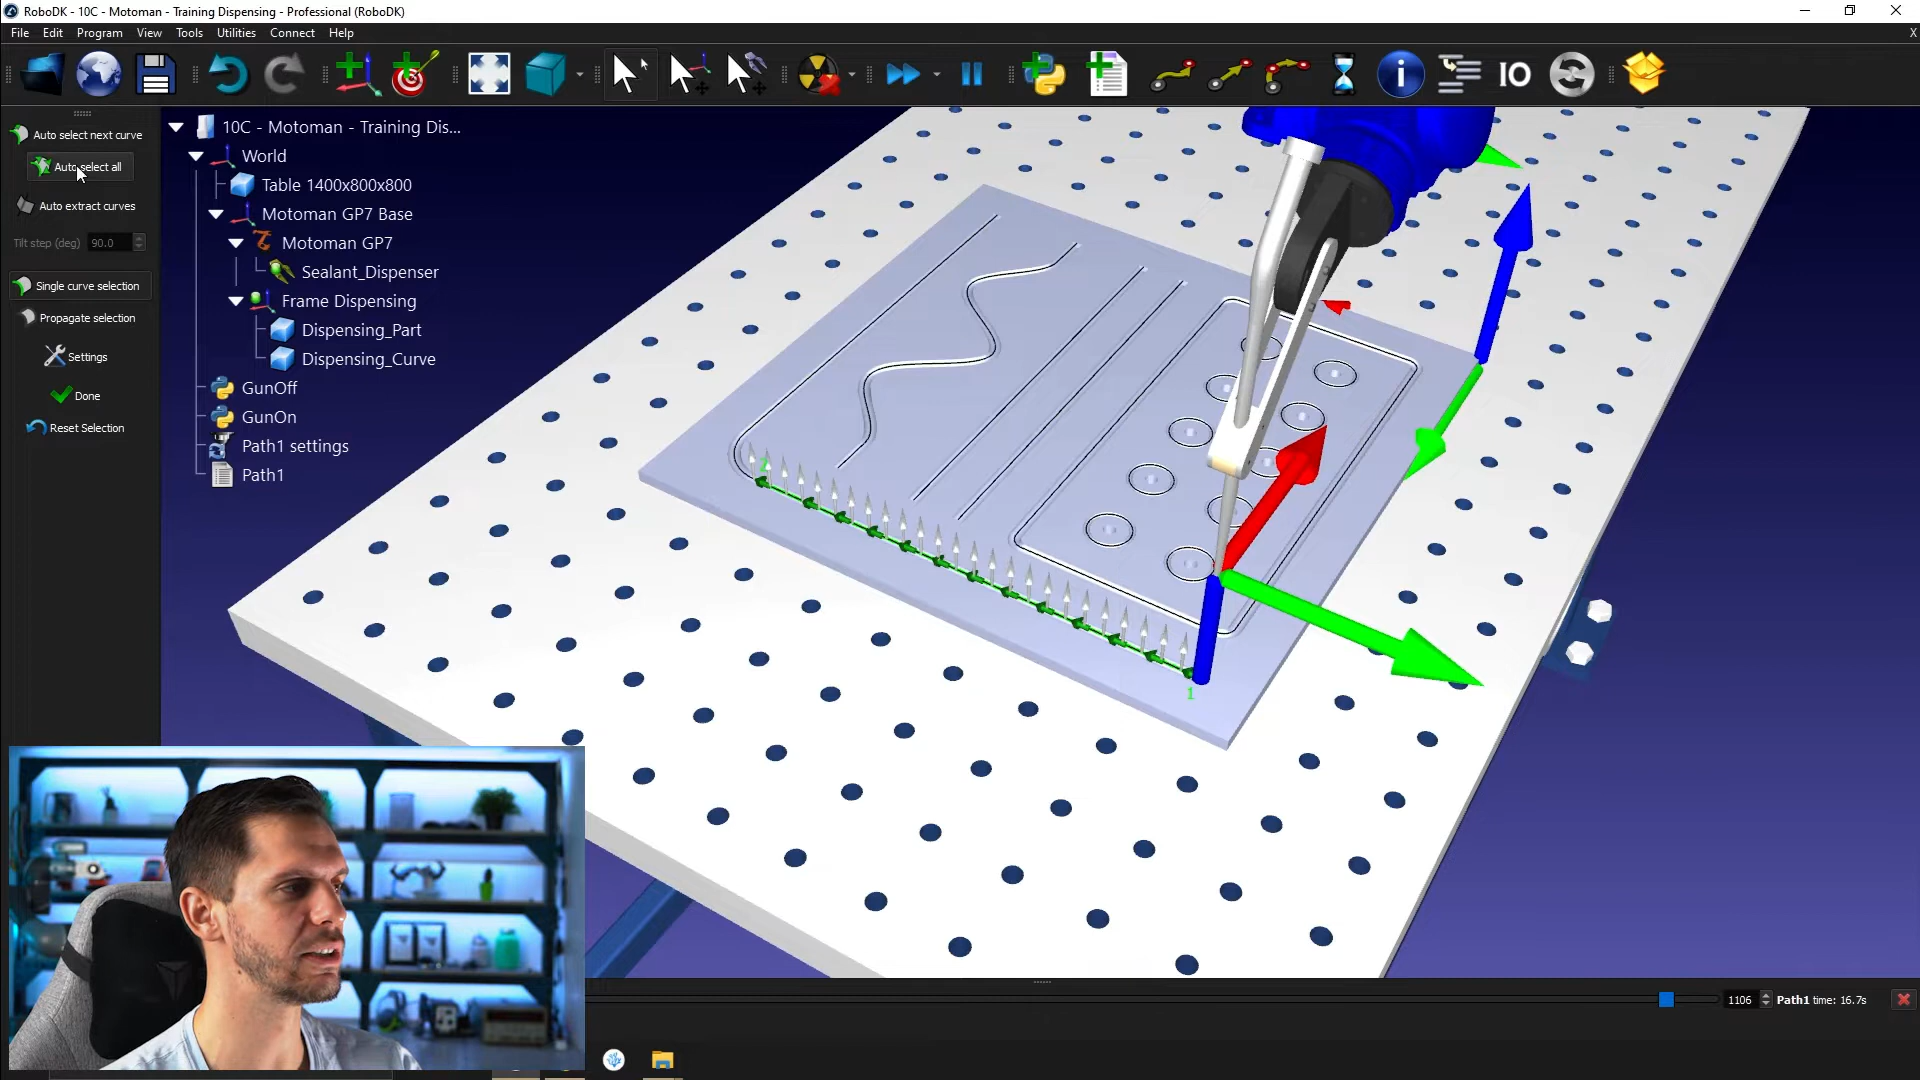 RoboDK - 10C - Motoman - Training Dispensing - Professional (RoboDK)
File Edit Program View Tools Utilities Connect Help
X
IO
Auto select next curve
Auto select all
Auto extract curves
Tilt step (deg) 90.0
Single curve selection
Propagate selection
Settings
Done
Reset Selection
10C - Motoman - Training Dis...
World
Table 1400x800x800
Motoman GP7 Base
Motoman GP7
Sealant_Dispenser
Frame Dispensing
Dispensing_Part
Dispensing_Curve
GunOff
GunOn
Path1 settings
Path1
2
1
1106 Path1 time: 16.7s